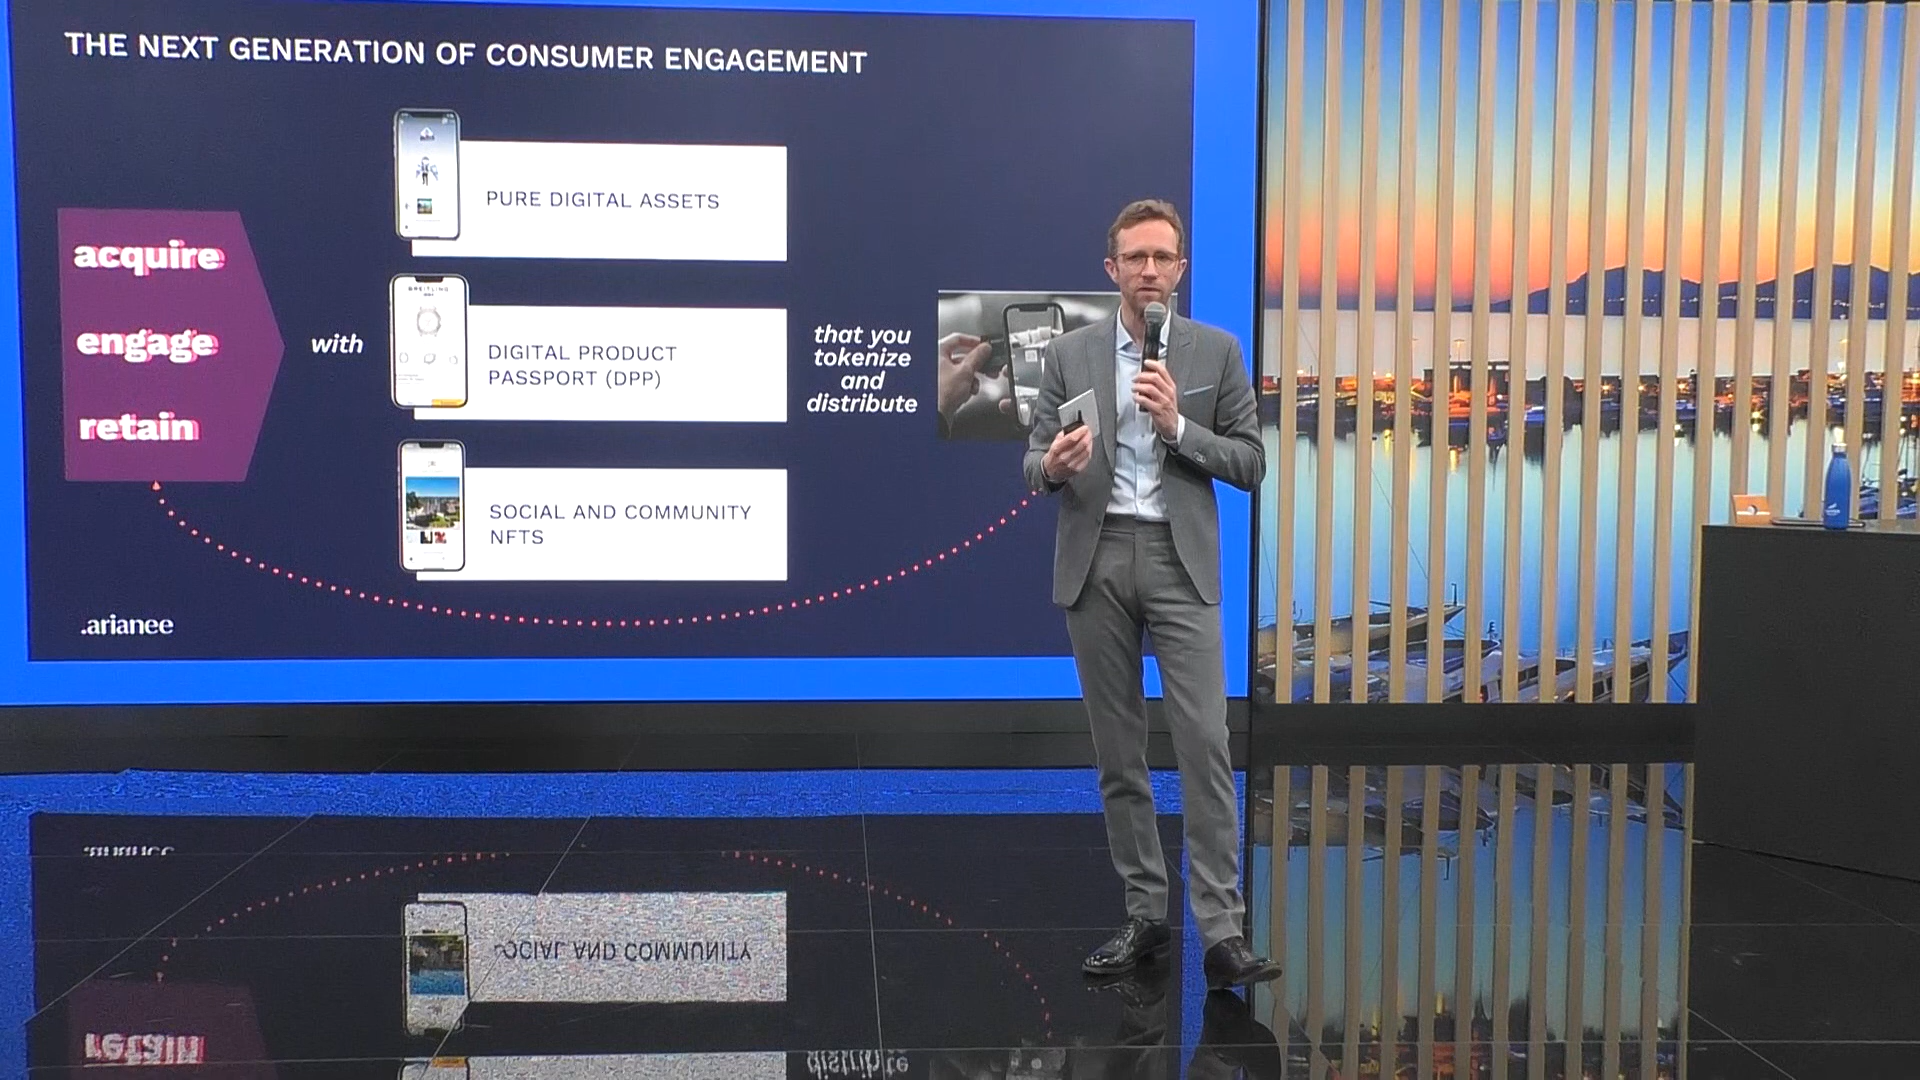 THE NEXT GENERATION OF CONSUMER ENGAGEMENT
acquire
engage
retain
with
PURE DIGITAL ASSETS
BREITLING
DIGITAL PRODUCT
PASSPORT (DPP)
SOCIAL AND COMMUNITY
NFTS
that you
tokenize
and
distribute
.arianee